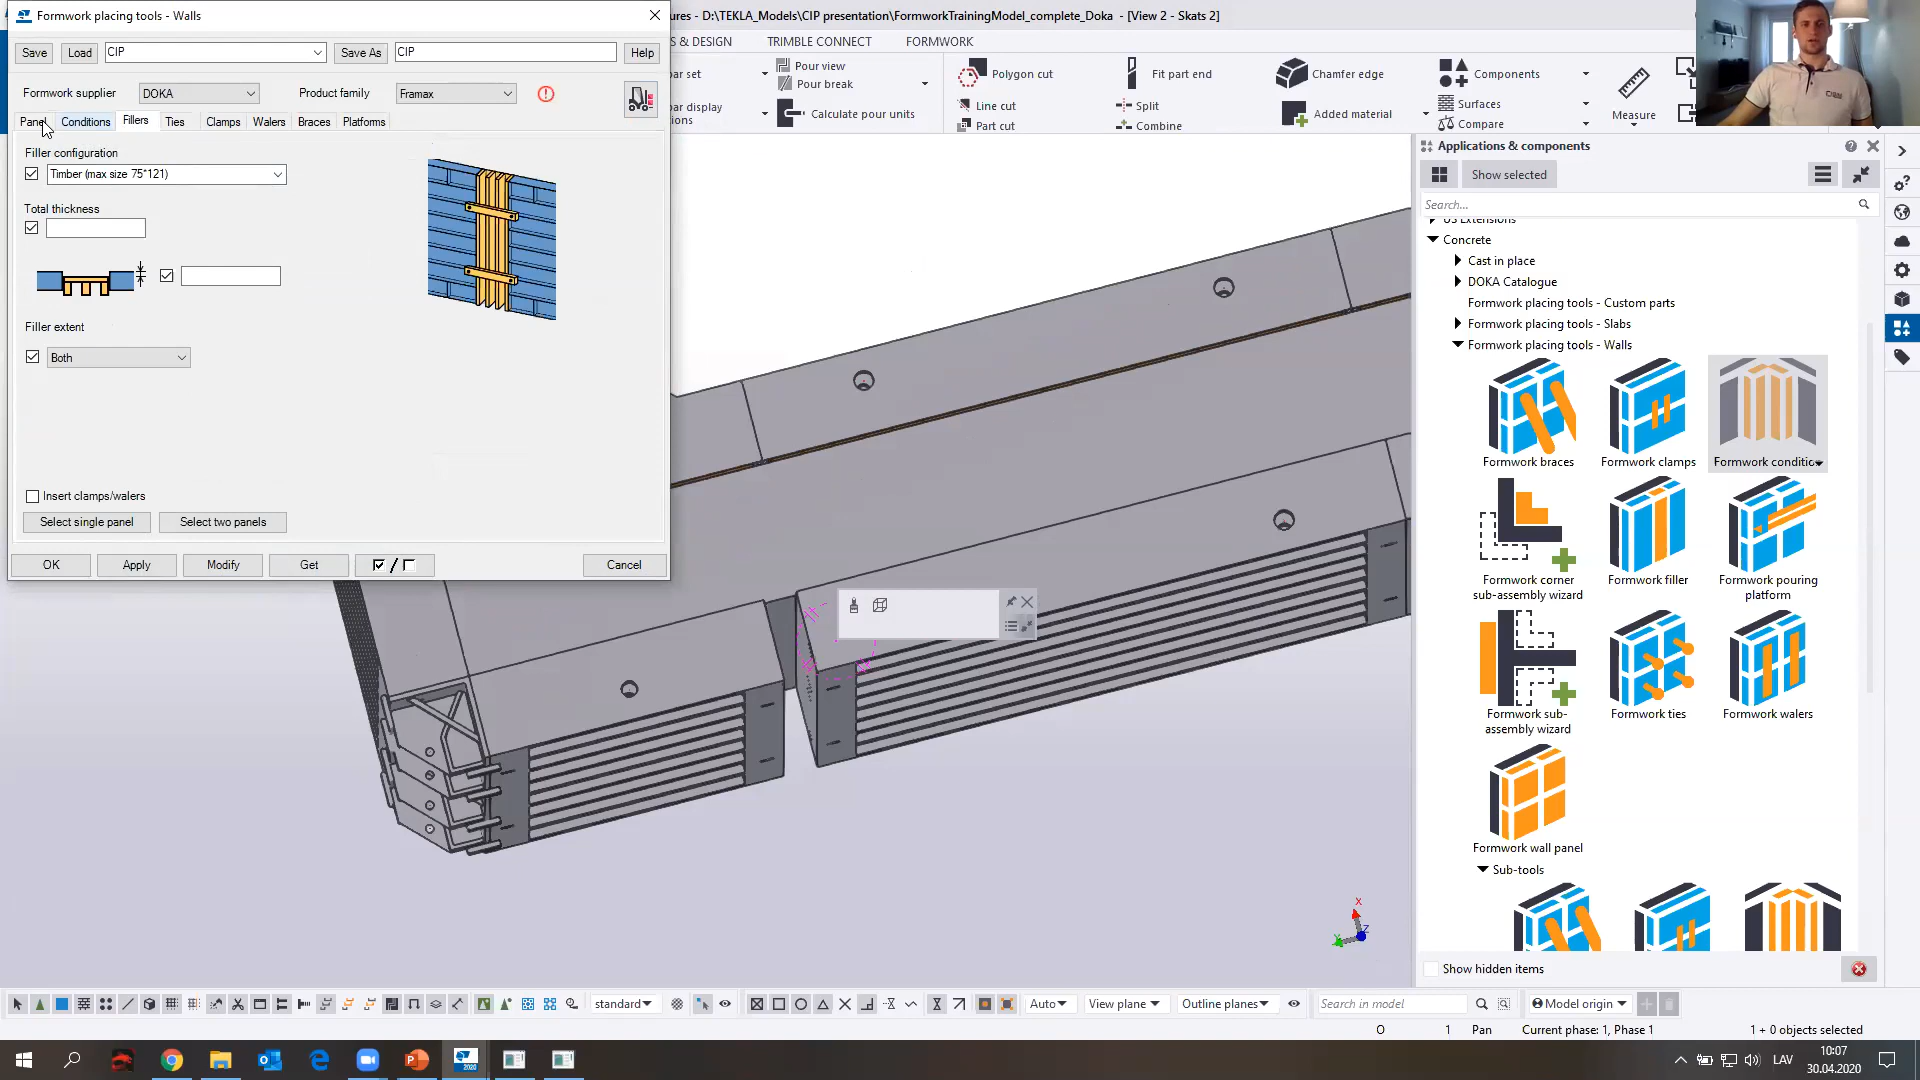 Formwork placing tools - Walls
ures - D:\TEKLA_Models\CIP presentation\FormworkTrainingModel_complete_Doka - [View 2 - Skats 2]
Save Load CIP Save As CIP Help
S & DESIGN TRIMBLE CONNECT FORMWORK
Formwork supplier DOKA Product family Framax
Panel Conditions Fillers Ties Clamps Walers Braces Platforms
Filler configuration
Timber (max size 75*121)
Total thickness
Filler extent
Both
Insert clamps/walers
Select single panel Select two panels
OK Apply Modify Get / Cancel
bar set
bar display
Pour view
Pour break
Calculate pour units
Polygon cut
Line cut
Part cut
Fit part end
Split
Combine
Chamfer edge
Added material
Components
Surfaces
Compare
Measure
Applications & components
Show selected
Search...
US Extensions
Concrete
Cast in place
DOKA Catalogue
Formwork placing tools - Custom parts
Formwork placing tools - Slabs
Formwork placing tools - Walls
Formwork braces Formwork clamps
Formwork corner sub-assembly wizard Formwork filler Formwork pouring platform
Formwork sub-assembly wizard Formwork ties Formwork walers
Formwork wall panel
Sub-tools
Show hidden items
X
Z
standard Auto View plane Outline planes Search in model Model origin
O 1 Pan Current phase: 1, Phase 1 1 + 0 objects selected
2020
LAV
10:07
30.04.2020